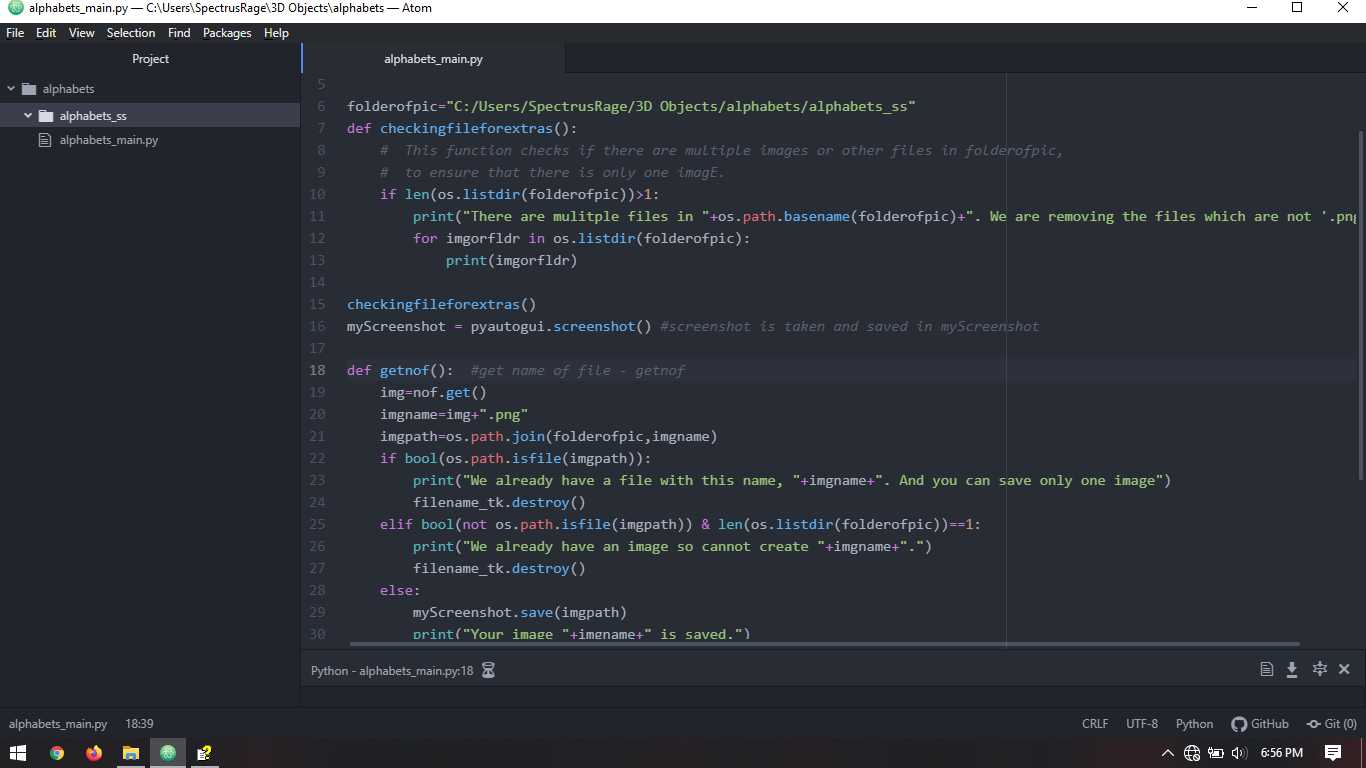 alphabets_main.py — C:\Users\SpectrusRage\3D Objects\alphabets — Atom
File Edit View Selection Find Packages Help
Project
alphabets_main.py
alphabets
alphabets_ss
alphabets_main.py
5
6 folderofpic="C:/Users/SpectrusRage/3D Objects/alphabets/alphabets_ss"
7 def checkingfileforextras():
8     #  This function checks if there are multiple images or other files in folderofpic,
9     #  to ensure that there is only one imagE.
10     if len(os.listdir(folderofpic))>1:
11         print("There are mulitple files in "+os.path.basename(folderofpic)+". We are removing the files which are not '.png
12         for imgorfldr in os.listdir(folderofpic):
13             print(imgorfldr)
14
15 checkingfileforextras()
16 myScreenshot = pyautogui.screenshot() #screenshot is taken and saved in myScreenshot
17
18 def getnof():  #get name of file - getnof
19     img=nof.get()
20     imgname=img+".png"
21     imgpath=os.path.join(folderofpic,imgname)
22     if bool(os.path.isfile(imgpath)):
23         print("We already have a file with this name, "+imgname+". And you can save only one image")
24         filename_tk.destroy()
25     elif bool(not os.path.isfile(imgpath)) & len(os.listdir(folderofpic))==1:
26         print("We already have an image so cannot create "+imgname+".")
27         filename_tk.destroy()
28     else:
29         myScreenshot.save(imgpath)
30         print("Your image "+imgname+" is saved.")
Python - alphabets_main.py:18
alphabets_main.py 18:39 CRLF UTF-8 Python GitHub Git (0)
6:56 PM